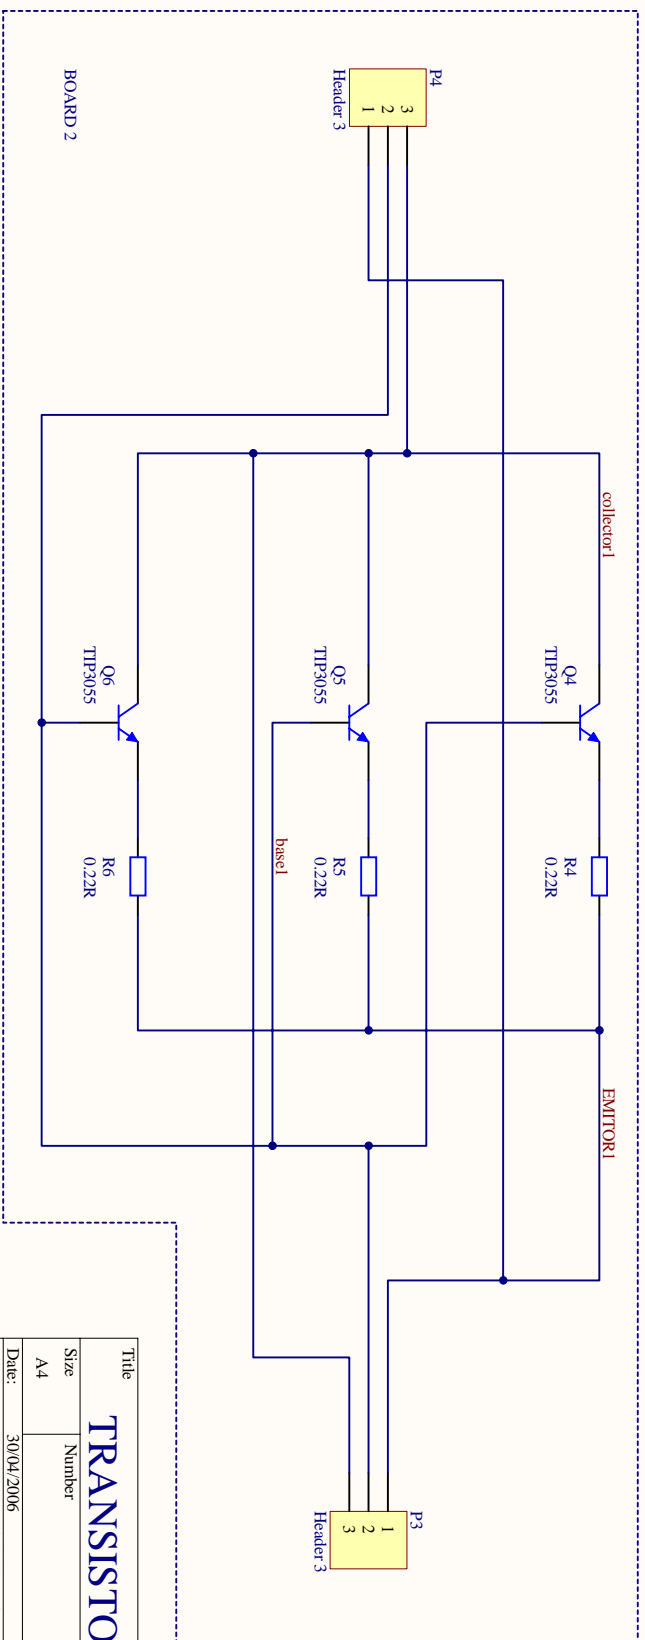 P4
3
2
1
Header 3
BOARD 2
collector1
Q4
TIP3055
Q5
TIP3055
Q6
TIP3055
R4
0.22R
R5
0.22R
base1
R6
0.22R
EMITOR1
P3
1
2
3
Header 3
Title
TRANSISTO
Size
A4
Number
Date:
30/04/2006